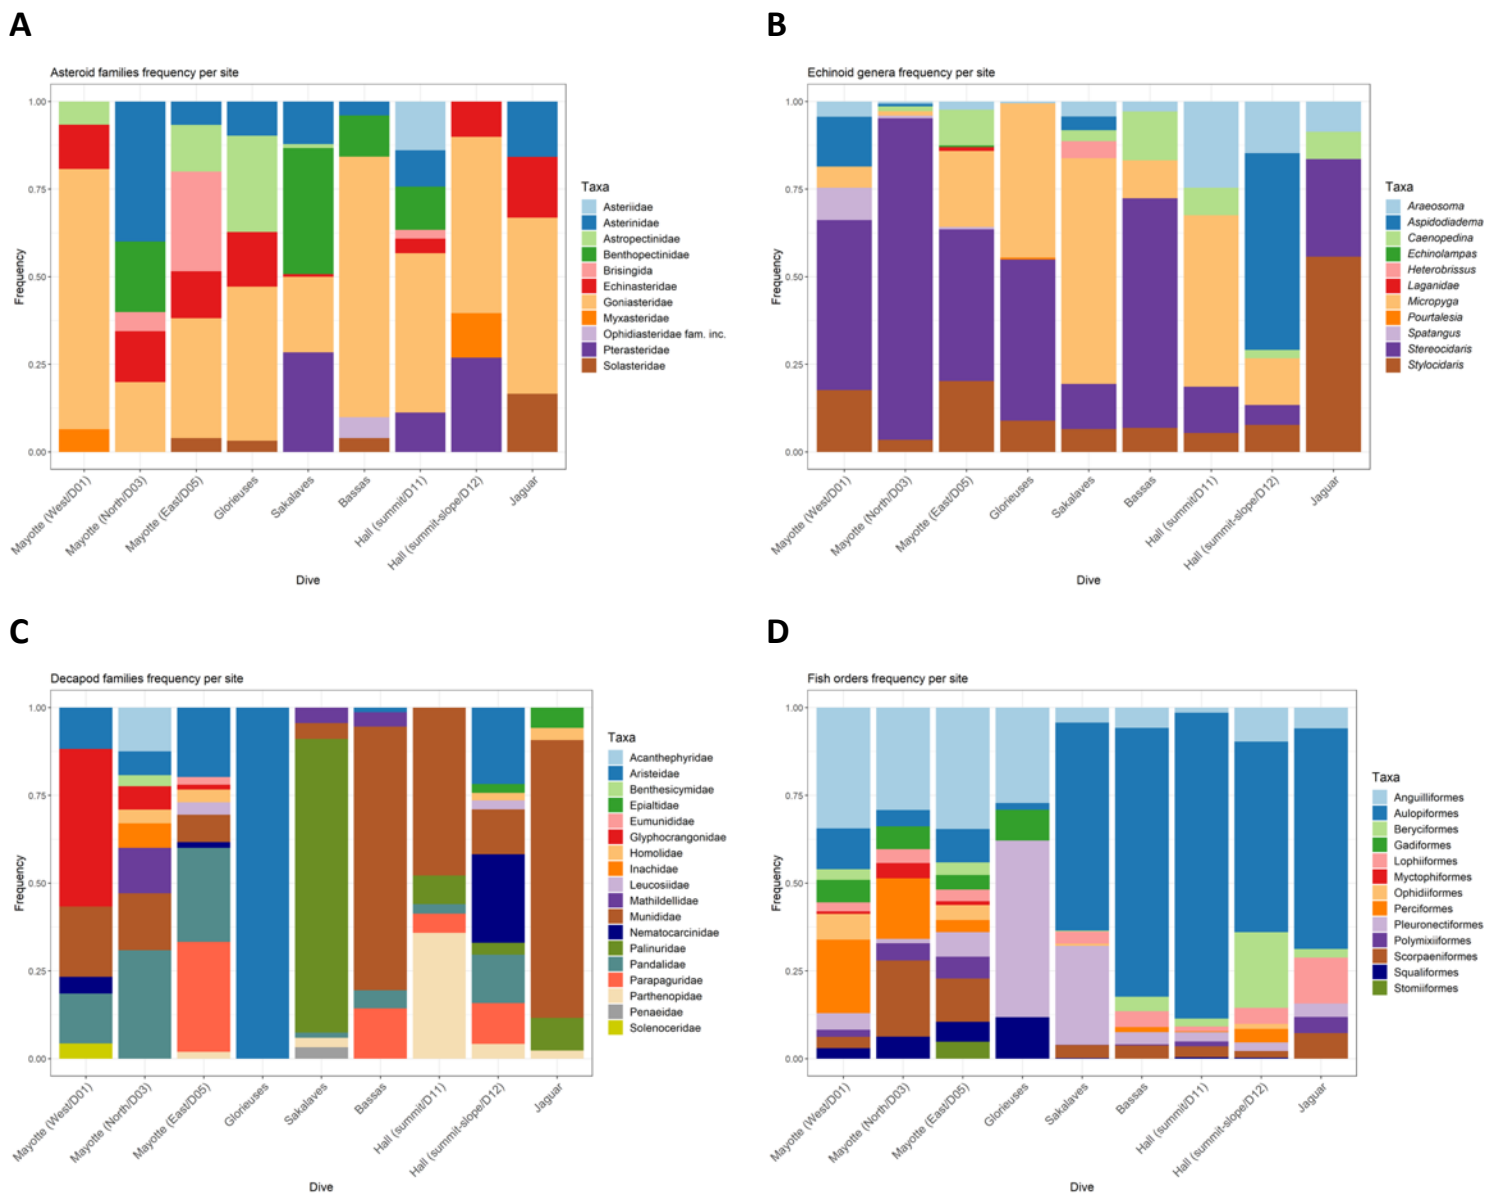 A
Asteroid families frequency per site
Frequency
1.00
0.75
0.50
0.25
0.00
Mayotte (West/D01)
Mayotte (North/D03)
Mayotte (East/D05)
Glorieuses
Sakalaves
Bassas
Hall (summit/D11)
Hall (summit-slope/D12)
Jaguar
Dive
Taxa
Asteriidae
Asterinidae
Astropectinidae
Benthopectinidae
Brisingida
Echinasteridae
Goniasteridae
Myxasteridae
Ophidiasteridae fam. inc.
Pterasteridae
Solasteridae
B
Echinoid genera frequency per site
Frequency
1.00
0.75
0.50
0.25
0.00
Mayotte (West/D01)
Mayotte (North/D03)
Mayotte (East/D05)
Glorieuses
Sakalaves
Bassas
Hall (summit/D11)
Hall (summit-slope/D12)
Jaguar
Dive
Taxa
Araeosoma
Aspidodiadema
Caenopedina
Echinolampas
Heterobrissus
Laganidae
Micropyga
Pourtalesia
Spatangus
Stereocidaris
Stylocidaris
C
Decapod families frequency per site
Frequency
1.00
0.75
0.50
0.25
0.00
Mayotte (West/D01)
Mayotte (North/D03)
Mayotte (East/D05)
Glorieuses
Sakalaves
Bassas
Hall (summit/D11)
Hall (summit-slope/D12)
Jaguar
Dive
Taxa
Acanthephyridae
Aristeidae
Benthesicymidae
Epialtidae
Eumunididae
Glyphocrangonidae
Homolidae
Inachidae
Leucosiidae
Mathildellidae
Munididae
Nematocarcinidae
Palinuridae
Pandalidae
Parapaguridae
Parthenopidae
Penaeidae
Solenoceridae
D
Fish orders frequency per site
Frequency
1.00
0.75
0.50
0.25
0.00
Mayotte (West/D01)
Mayotte (North/D03)
Mayotte (East/D05)
Glorieuses
Sakalaves
Bassas
Hall (summit/D11)
Hall (summit-slope/D12)
Jaguar
Dive
Taxa
Anguilliformes
Aulopiformes
Beryciformes
Gadiformes
Lophiiformes
Myctophiformes
Ophidiiformes
Perciformes
Pleuronectiformes
Polymixiiformes
Scorpaeniformes
Squaliformes
Stomiiformes